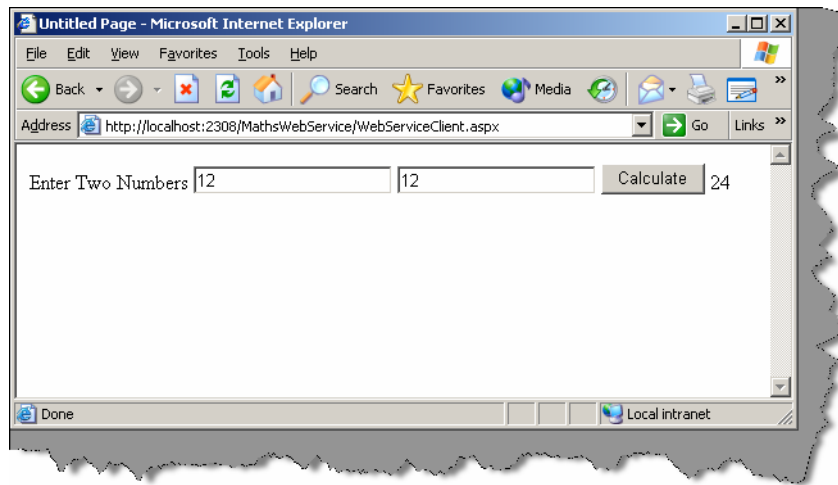 Untitled Page - Microsoft Internet Explorer
File Edit View Favorites Tools Help
Back Search Favorites Media »
Address http://localhost:2308/MathsWebService/WebServiceClient.aspx Go Links »
Enter Two Numbers 12 12 Calculate 24
Done Local intranet